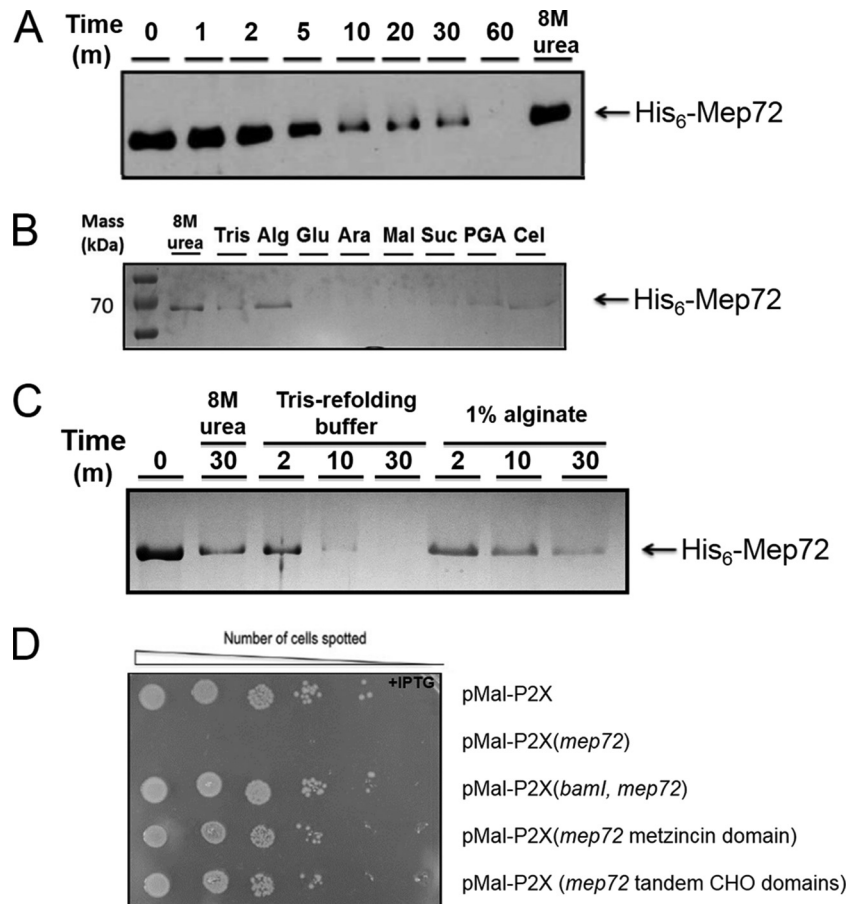 A
Time (m) 0 1 2 5 10 20 30 60 8M urea
← His₆-Mep72
B
Mass (kDa) 8M urea Tris Alg Glu Ara Mal Suc PGA Cel
70 ← His₆-Mep72
C
8M urea Tris-refolding buffer 1% alginate
Time (m) 0 30 2 10 30 2 10 30
← His₆-Mep72
D
Number of cells spotted
+IPTG
pMal-P2X
pMal-P2X(mep72)
pMal-P2X(bamI, mep72)
pMal-P2X(mep72 metzincin domain)
pMal-P2X (mep72 tandem CHO domains)